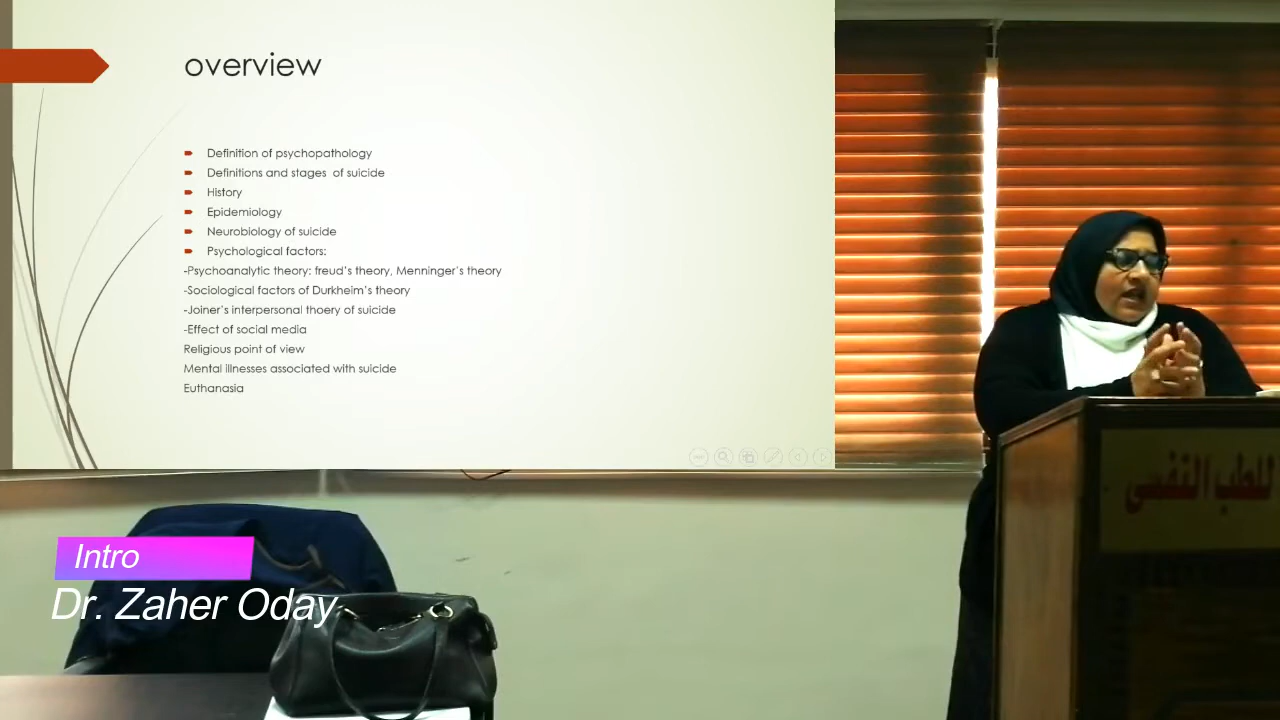 overview
Definition of psychopathology
Definitions and stages of suicide
History
Epidemiology
Neurobiology of suicide
Psychological factors:
-Psychoanalytic theory: freud's theory, Menninger's theory
-Sociological factors of Durkheim's theory
-Joiner's interpersonal thoery of suicide
-Effect of social media
Religious point of view
Mental illnesses associated with suicide
Euthanasia
Intro
Dr. Zaher Oday
للطب النفسي